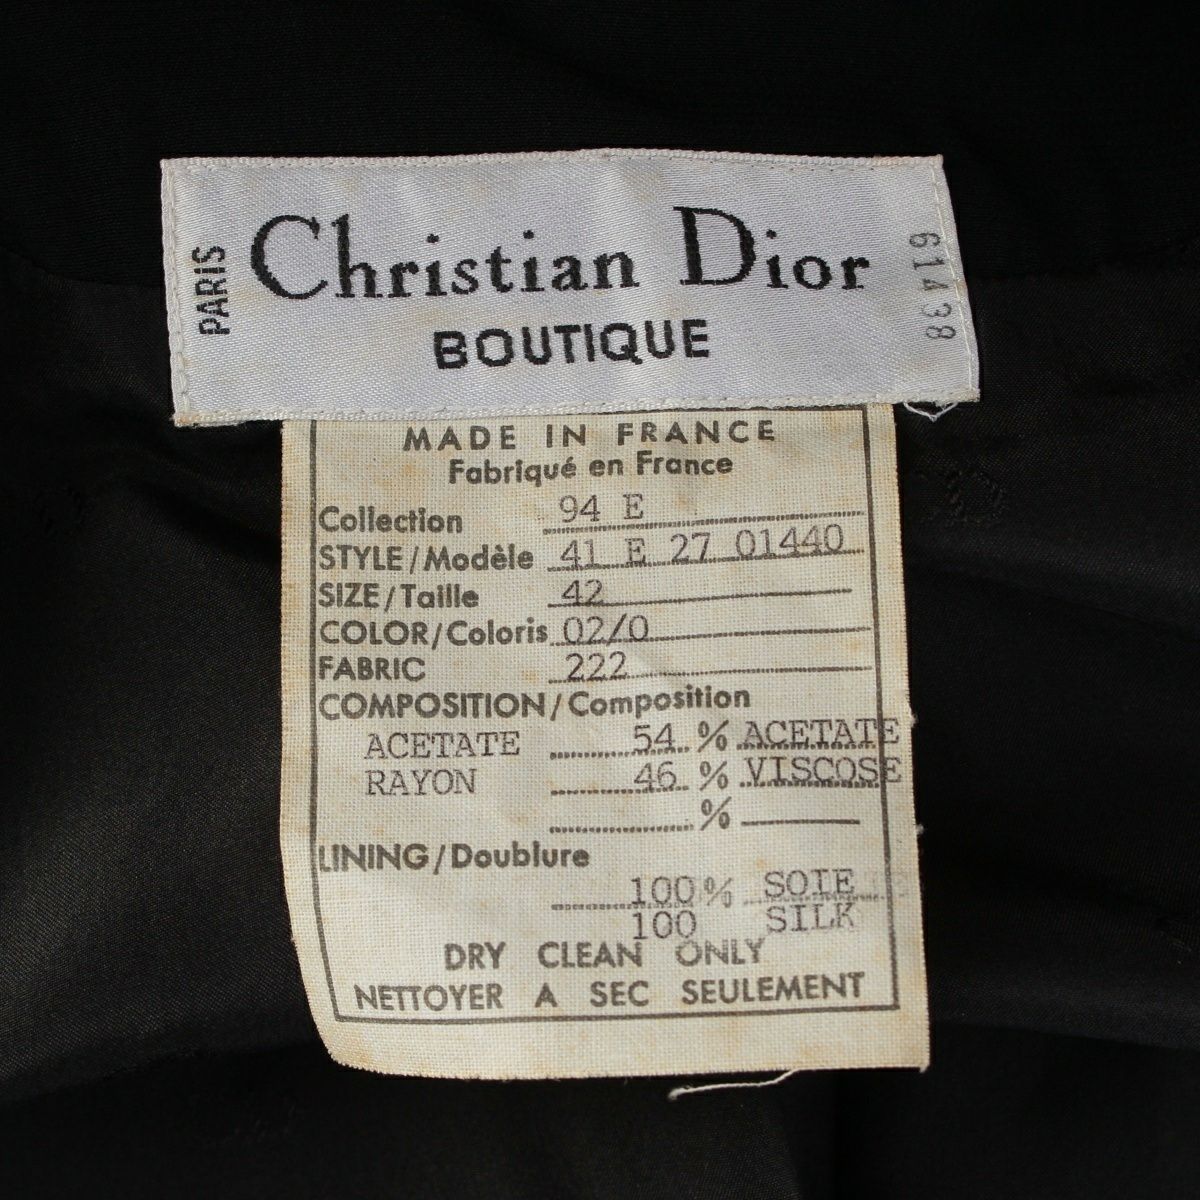 PARIS
Christian Dior
BOUTIQUE
61438
MADE IN FRANCE
Fabriqué en France
Collection 94 E
STYLE/Modèle 41 E 27 01440
SIZE/Taille 42
COLOR/Coloris 02/0
FABRIC 222
COMPOSITION/Composition
ACETATE 54 % ACETATE
RAYON 46 % VISCOSE
%
LINING/Doublure
100 % SOIE
100 SILK
DRY CLEAN ONLY
NETTOYER A SEC SEULEMENT